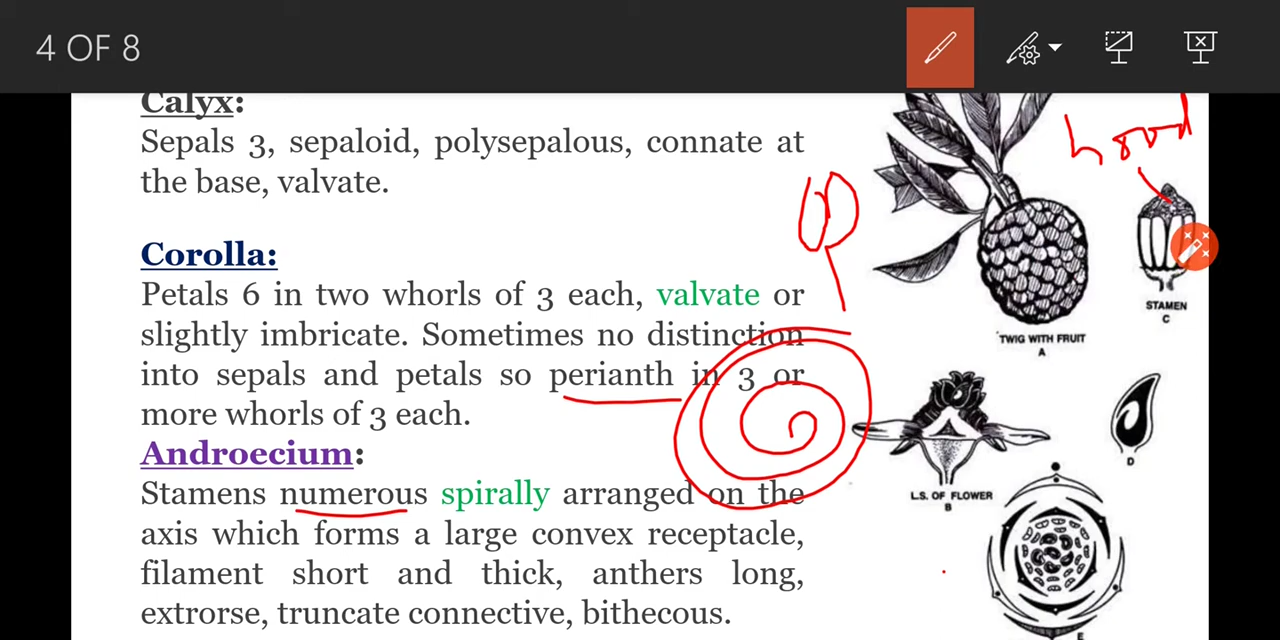 4 OF 8
Calyx:
Sepals 3, sepaloid, polysepalous, connate at
the base, valvate.
Corolla:
Petals 6 in two whorls of 3 each, valvate or
slightly imbricate. Sometimes no distinction
into sepals and petals so perianth in 3 or
more whorls of 3 each.
Androecium:
Stamens numerous spirally arranged on the
axis which forms a large convex receptacle,
filament short and thick, anthers long,
extrorse, truncate connective, bithecous.
hood
STAMEN
C
TWIG WITH FRUIT
A
D
L.S. OF FLOWER
B
E